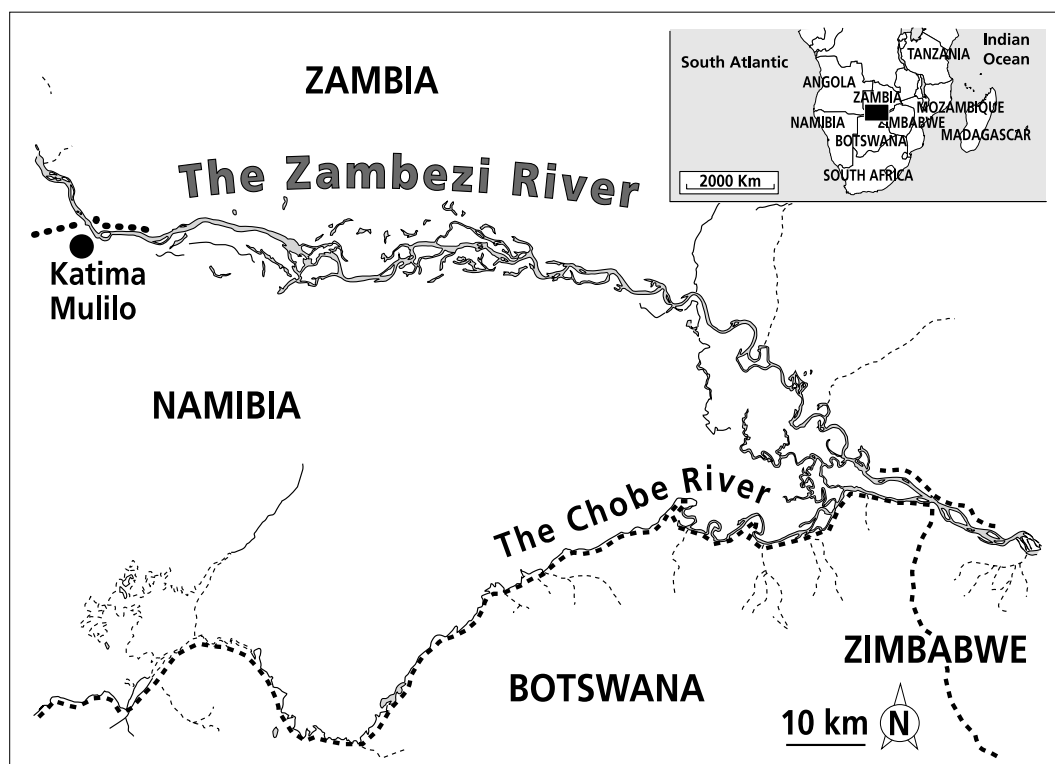 ZAMBIA
The Zambezi River
Katima
Mulilo
NAMIBIA
The Chobe River
BOTSWANA
ZIMBABWE
10 km
N
South Atlantic
Indian
Ocean
TANZANIA
ANGOLA
ZAMBIA
MOZAMBIQUE
NAMIBIA
ZIMBABWE
BOTSWANA
MADAGASCAR
SOUTH AFRICA
2000 Km